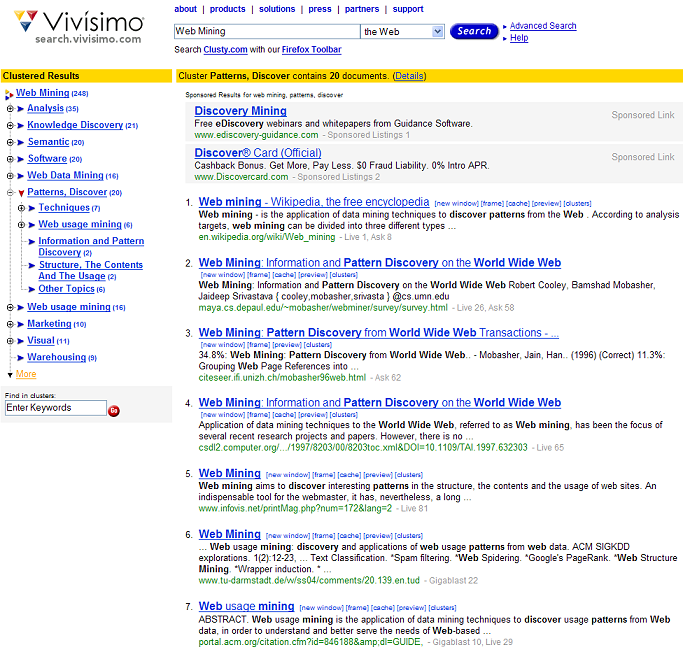 Vivísimo®
search.vivisimo.com
about | products | solutions | press | partners | support
Web Mining the Web Search
Advanced Search
Help
Search Clusty.com with our Firefox Toolbar
Clustered Results
Web Mining (248)
Analysis (35)
Knowledge Discovery (21)
Semantic (20)
Software (20)
Web Data Mining (16)
Patterns, Discover (20)
Techniques (7)
Web usage mining (6)
Information and Pattern
Discovery (2)
Structure, The Contents
And The Usage (2)
Other Topics (6)
Web usage mining (16)
Marketing (10)
Visual (11)
Warehousing (9)
More
Find in clusters:
Enter Keywords Go
Cluster Patterns, Discover contains 20 documents. (Details)
Sponsored Results for web mining, patterns, discover
Discovery Mining Sponsored Link
Free eDiscovery webinars and whitepapers from Guidance Software.
www.ediscovery-guidance.com - Sponsored Listings 1
Discover® Card (Official) Sponsored Link
Cashback Bonus. Get More, Pay Less. $0 Fraud Liability. 0% Intro APR.
www.Discovercard.com - Sponsored Listings 2
1. Web mining - Wikipedia, the free encyclopedia [new window] [frame] [cache] [preview] [clusters]
Web mining - is the application of data mining techniques to discover patterns from the Web . According to analysis
targets, web mining can be divided into three different types ...
en.wikipedia.org/wiki/Web_mining - Live 1, Ask 8
2. Web Mining: Information and Pattern Discovery on the World Wide Web
[new window] [frame] [cache] [preview] [clusters]
Web Mining: Information and Pattern Discovery on the World Wide Web Robert Cooley, Bamshad Mobasher,
Jaideep Srivastava { cooley,mobasher,srivasta } @cs.umn.edu
maya.cs.depaul.edu/~mobasher/webminer/survey/survey.html - Live 26, Ask 58
3. Web Mining: Pattern Discovery from World Wide Web Transactions - ...
[new window] [frame] [preview] [clusters]
34.8%: Web Mining: Pattern Discovery from World Wide Web.. - Mobasher, Jain, Han.. (1996) (Correct) 11.3%:
Grouping Web Page References into ...
citeseer.ifi.unizh.ch/mobasher96web.html - Ask 62
4. Web Mining: Information and Pattern Discovery on the World Wide Web
[new window] [frame] [cache] [preview] [clusters]
Application of data mining techniques to the World Wide Web, referred to as Web mining, has been the focus of
several recent research projects and papers. However, there is no ...
csdl2.computer.org/.../1997/8203/00/8203toc.xml&DOI=10.1109/TAI.1997.632303 - Live 65
5. Web Mining [new window] [frame] [cache] [preview] [clusters]
Web mining aims to discover interesting patterns in the structure, the contents and the usage of web sites. An
indispensable tool for the webmaster, it has, nevertheless, a long ...
www.infovis.net/printMag.php?num=172&lang=2 - Live 81
6. Web Mining [new window] [frame] [cache] [preview] [clusters]
... Web usage mining: discovery and applications of web usage patterns from web data. ACM SIGKDD
explorations. 1(2):12-23, ... Text Classification. *Spam filtering. *Web Spidering. *Google's PageRank. *Web Structure
Mining. *Wrapper induction. * ...
www.tu-darmstadt.de/w/ss04/comments/20.139.en.tud - Gigablast 22
7. Web usage mining [new window] [frame] [cache] [preview] [clusters]
ABSTRACT. Web usage mining is the application of data mining techniques to discover usage patterns from Web
data, in order to understand and better serve the needs of Web-based ...
portal.acm.org/citation.cfm?id=846188&amp;dl=GUIDE, - Gigablast 10, Live 29